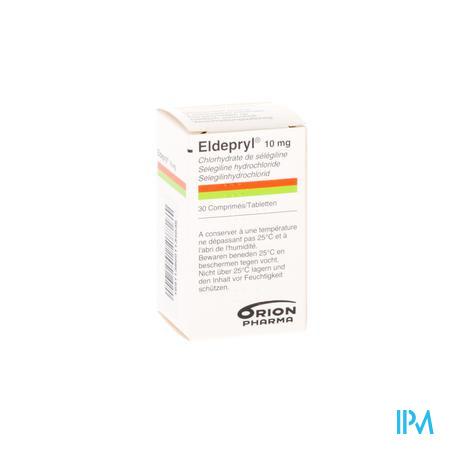 Eldepryl® 10 mg
Chlorhydrate de sélégiline
Selegiline hydrochloride
Selegilinhydrochlorid
30 Comprimés/Tabletten
A conserver à une température
ne dépassant pas 25°C et à
l'abri de l'humidité.
Bewaren beneden 25°C en
beschermen tegen vocht.
Nicht über 25°C lagern und
den Inhalt vor Feuchtigkeit
schützen.
ORION
PHARMA
IPM